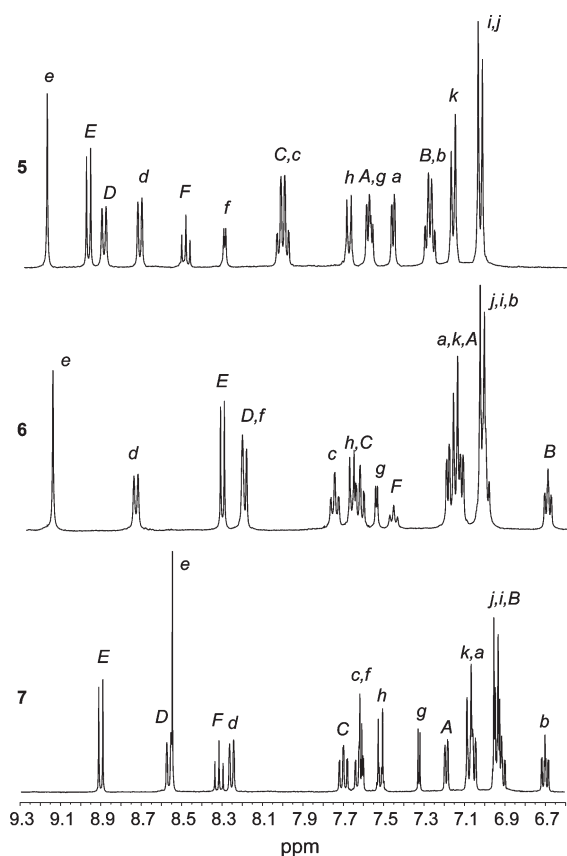 e E D d F f C,c h A,g a B,b k i,j
5
e d E D,f c h,C g F a,k,A j,i,b B
6
E D e F d C c,f h g A k,a j,i,B b
7
9.3 9.1 8.9 8.7 8.5 8.3 8.1 7.9 7.7 7.5 7.3 7.1 6.9 6.7
ppm